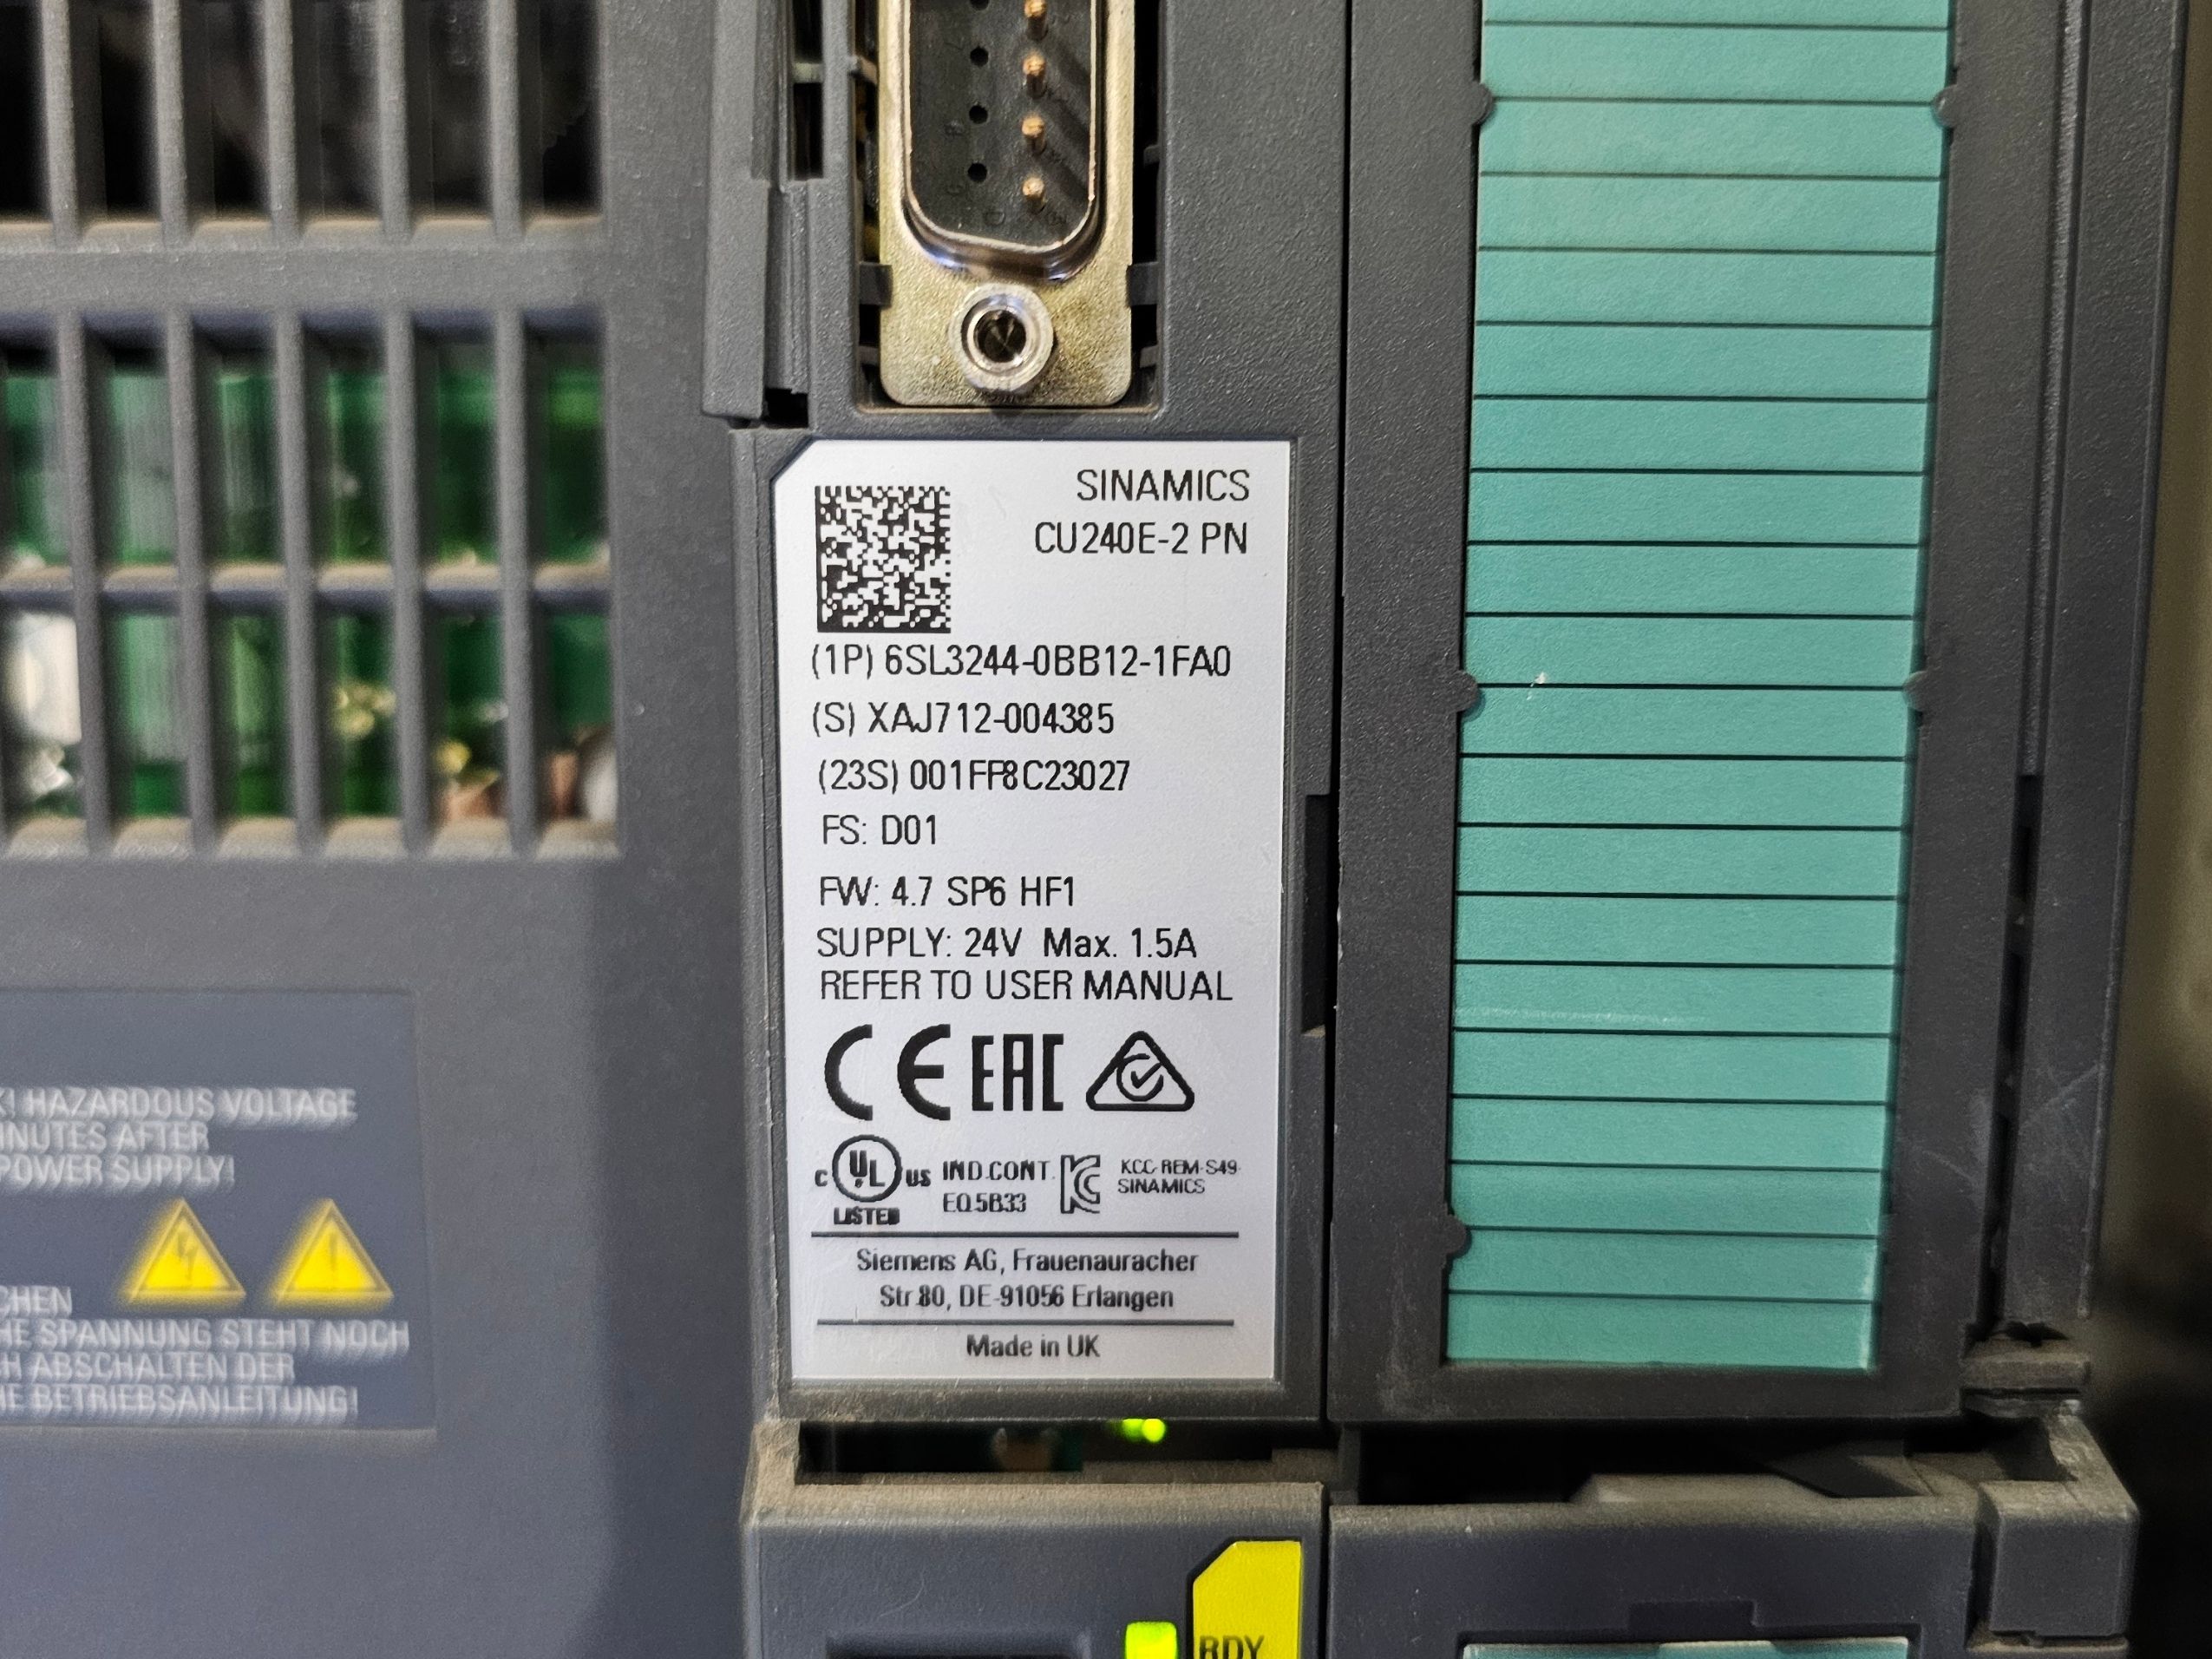 SINAMICS
CU240E-2 PN
(1P) 6SL3244-0BB12-1FA0
(S) XAJ712-004385
(23S) 001FF8C23027
FS: D01
FW: 4.7 SP6 HF1
SUPPLY: 24V Max. 1.5A
REFER TO USER MANUAL
CE EAC
C UL US IND.CONT. KCC-REM-S49-
LISTED EQ.5B33 SINAMICS
Siemens AG, Frauenauracher
Str.80, DE-91056 Erlangen
Made in UK
! HAZARDOUS VOLTAGE
INUTES AFTER
POWER SUPPLY!
CHEN
HE SPANNUNG STEHT NOCH
H ABSCHALTEN DER
HE BETRIEBSANLEITUNG!
RDY